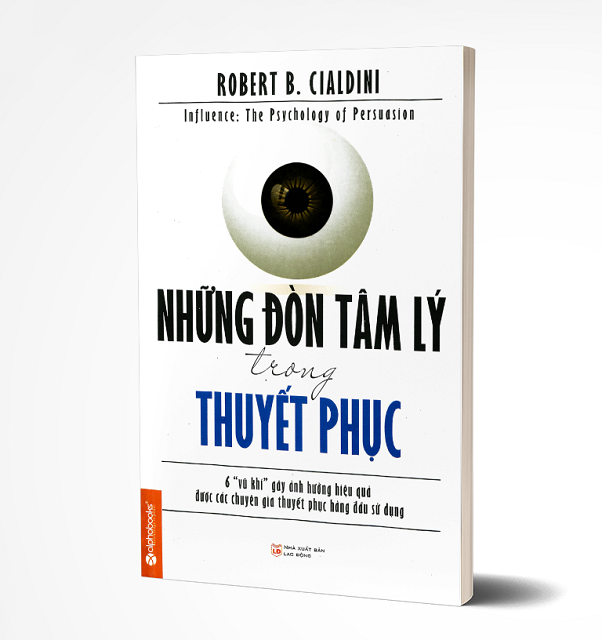 ROBERT B. CIALDINI
Influence: The Psychology of Persuasion
NHỮNG ĐÒN TÂM LÝ
trong
THUYẾT PHỤC
6 “vũ khí” gây ảnh hưởng hiệu quả
được các chuyên gia thuyết phục hàng đầu sử dụng
alphabooks®
LĐ
NHÀ XUẤT BẢN
LAO ĐỘNG